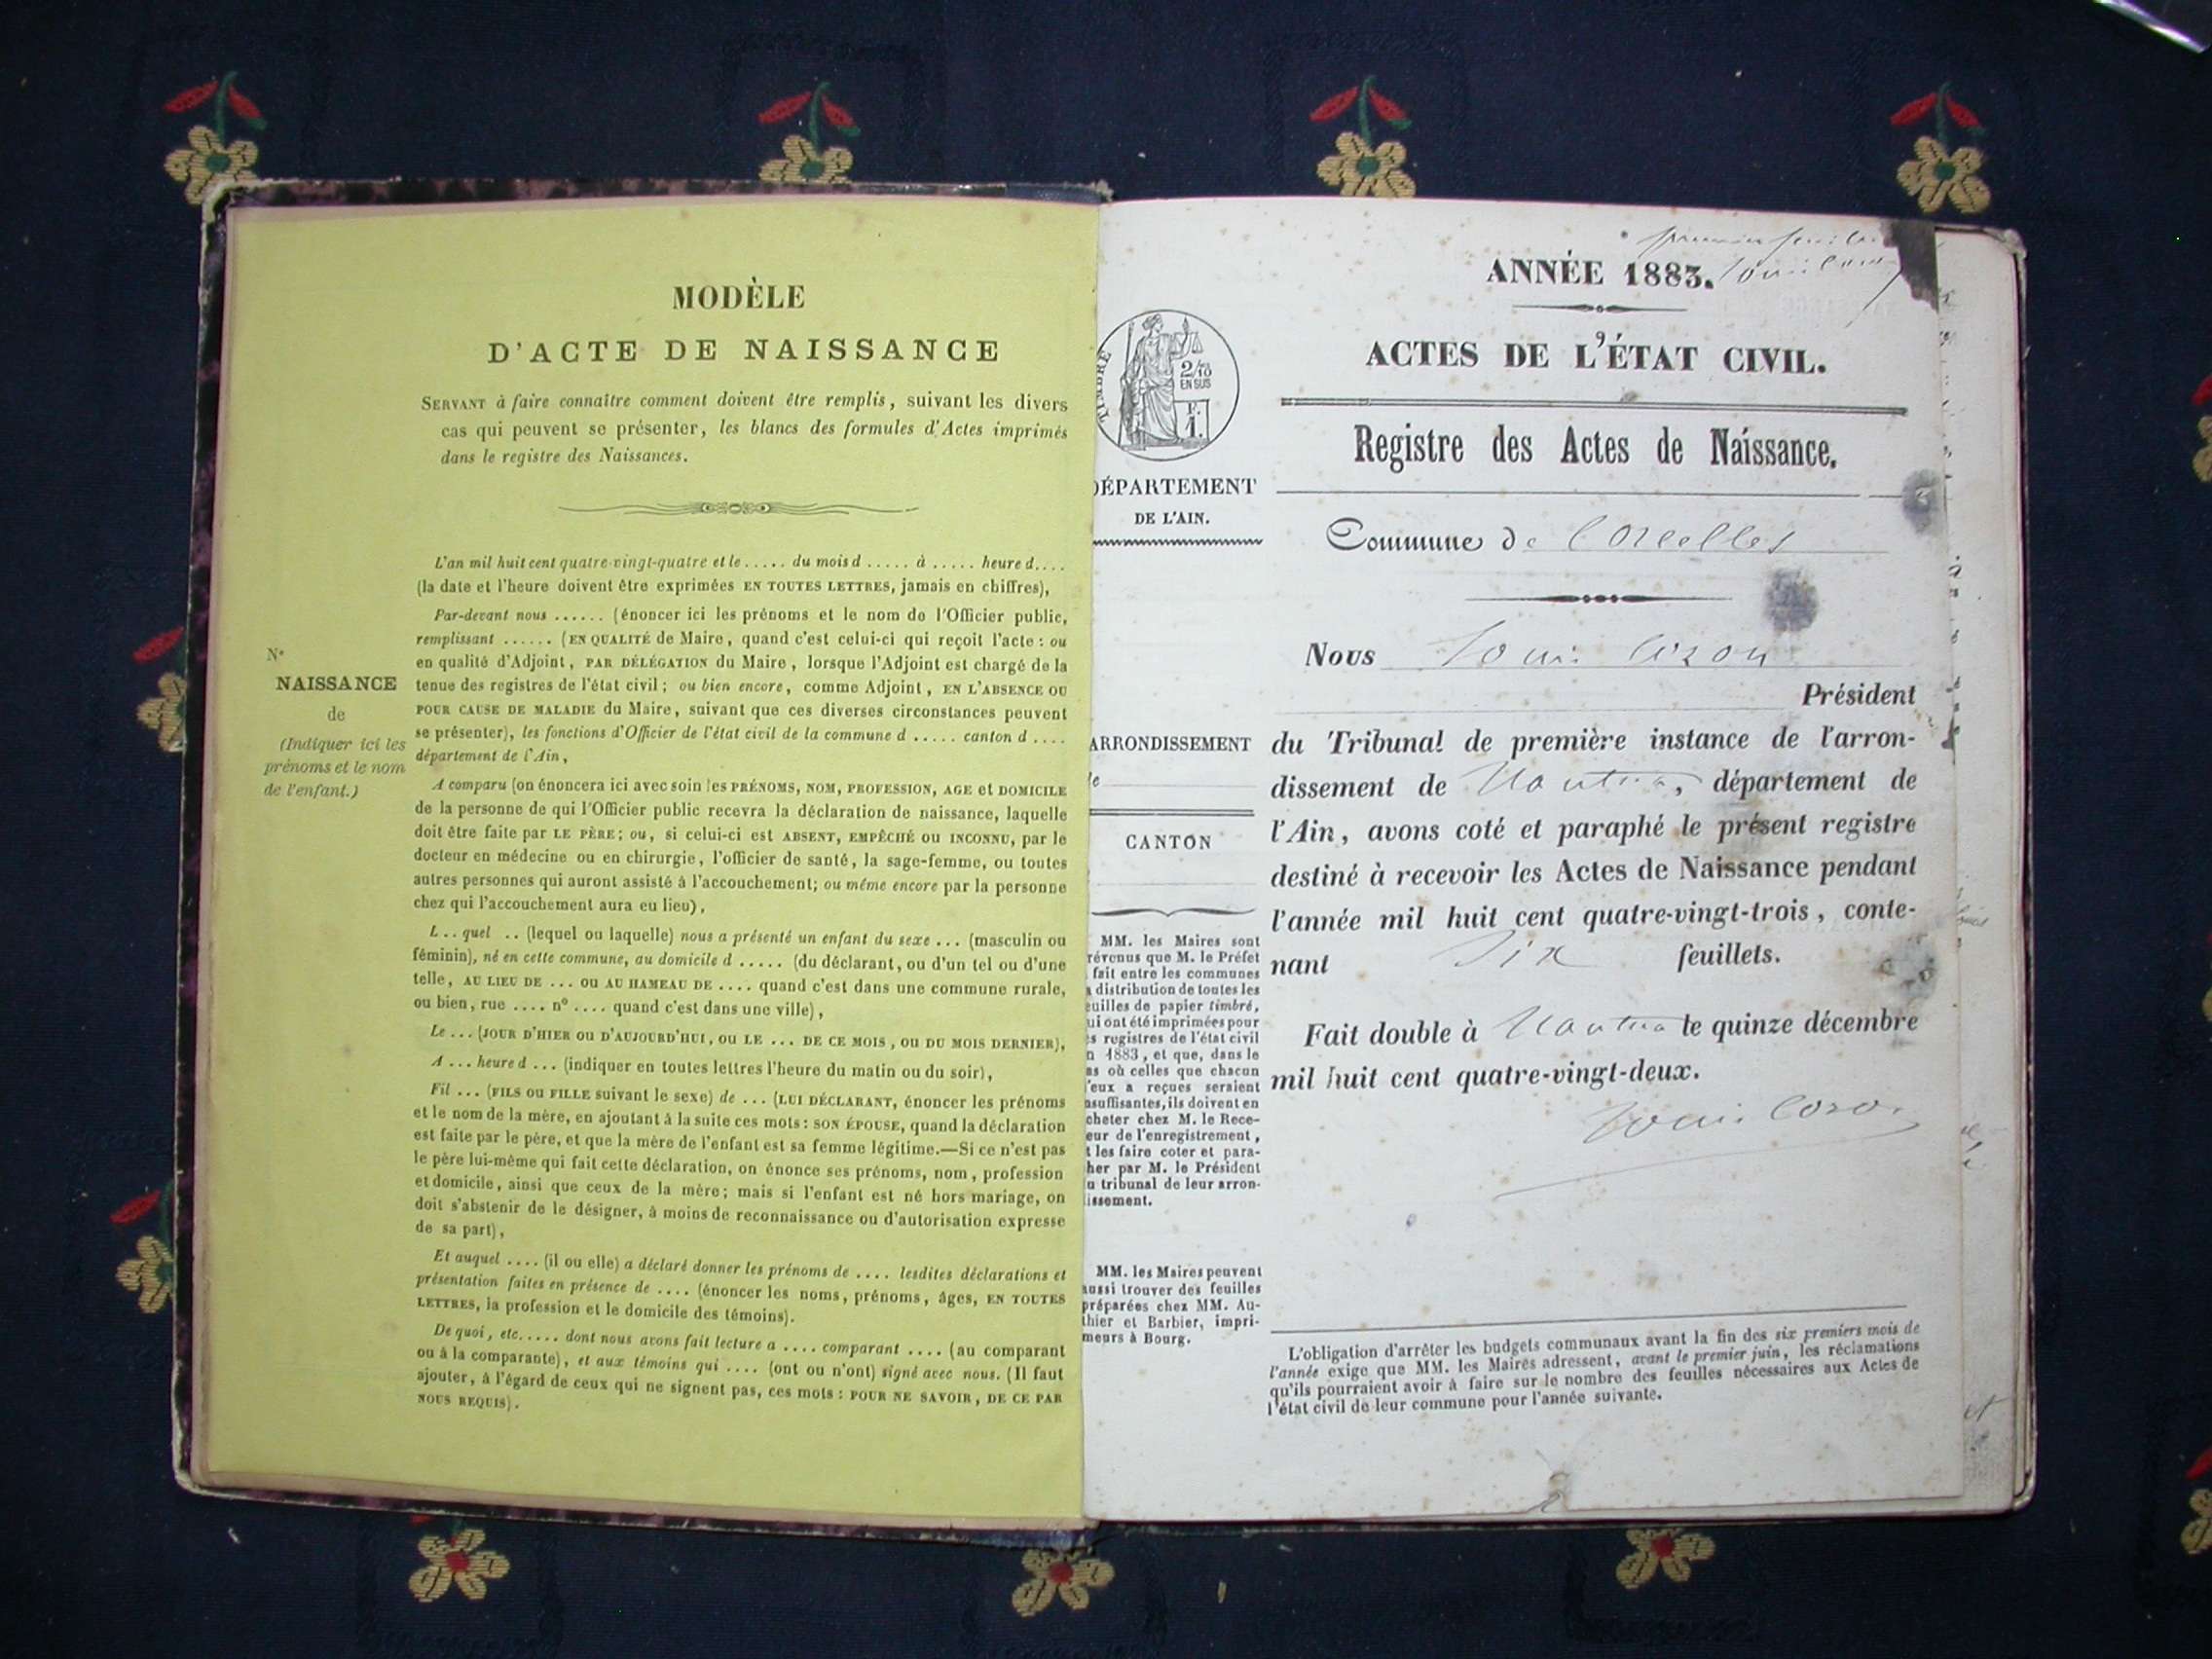 MODÈLE
D'ACTE DE NAISSANCE
SERVANT à faire connaître comment doivent être remplis, suivant les divers
cas qui peuvent se présenter, les blancs des formules d'Actes imprimés
dans le registre des Naissances.
N°
NAISSANCE
de
(Indiquer ici les
prénoms et le nom
de l'enfant.)
L'an mil huit cent quatre-vingt-quatre et le ..... du mois d ..... à ..... heure d....
(la date et l'heure doivent être exprimées EN TOUTES LETTRES, jamais en chiffres),
Par-devant nous ...... (énoncer ici les prénoms et le nom de l'Officier public,
remplissant ...... (EN QUALITÉ de Maire, quand c'est celui-ci qui reçoit l'acte : ou
en qualité d'Adjoint, PAR DÉLÉGATION du Maire, lorsque l'Adjoint est chargé de la
tenue des registres de l'état civil ; ou bien encore, comme Adjoint, EN L'ABSENCE OU
POUR CAUSE DE MALADIE du Maire, suivant que ces diverses circonstances peuvent
se présenter), les fonctions d'Officier de l'état civil de la commune d ..... canton d ....
département de l'Ain,
A comparu (on énoncera ici avec soin les PRÉNOMS, NOM, PROFESSION, AGE et DOMICILE
de la personne de qui l'Officier public recevra la déclaration de naissance, laquelle
doit être faite par LE PÈRE ; ou, si celui-ci est ABSENT, EMPÊCHÉ ou INCONNU, par le
docteur en médecine ou en chirurgie, l'officier de santé, la sage-femme, ou toutes
autres personnes qui auront assisté à l'accouchement ; ou même encore par la personne
chez qui l'accouchement aura eu lieu),
L .. quel .. (lequel ou laquelle) nous a présenté un enfant du sexe ... (masculin ou
féminin), né en cette commune, au domicile d ..... (du déclarant, ou d'un tel ou d'une
telle, AU LIEU DE ... OU AU HAMEAU DE .... quand c'est dans une commune rurale,
ou bien, rue .... n° .... quand c'est dans une ville),
Le ... (JOUR D'HIER OU D'AUJOURD'HUI, OU LE ... DE CE MOIS, OU DU MOIS DERNIER),
A ... heure d ... (indiquer en toutes lettres l'heure du matin ou du soir),
Fil ... (FILS OU FILLE suivant le sexe) de ... (LUI DÉCLARANT, énoncer les prénoms
et le nom de la mère, en ajoutant à la suite ces mots : SON ÉPOUSE, quand la déclaration
est faite par le père, et que la mère de l'enfant est sa femme légitime.—Si ce n'est pas
le père lui-même qui fait cette déclaration, on énonce ses prénoms, nom, profession
et domicile, ainsi que ceux de la mère ; mais si l'enfant est né hors mariage, on
doit s'abstenir de le désigner, à moins de reconnaissance ou d'autorisation expresse
de sa part),
Et auquel .... (il ou elle) a déclaré donner les prénoms de .... lesdites déclarations et
présentation faites en présence de .... (énoncer les noms, prénoms, âges, EN TOUTES
LETTRES, la profession et le domicile des témoins).
De quoi, etc..... dont nous avons fait lecture a .... comparant .... (au comparant
ou à la comparante), et aux témoins qui .... (ont ou n'ont) signé avec nous. (Il faut
ajouter, à l'égard de ceux qui ne signent pas, ces mots : POUR NE SAVOIR, DE CE PAR
NOUS REQUIS).
premier feuillet
ANNÉE 1883.
ACTES DE L'ÉTAT CIVIL.
Registre des Actes de Naissance.
TIMBRE
2/10
EN SUS
F.
1.
DÉPARTEMENT
DE L'AIN.
ARRONDISSEMENT
CANTON
MM. les Maires sont
révenus que M. le Préfet
fait entre les communes
a distribution de toutes les
euilles de papier timbré,
ui ont été imprimées pour
es registres de l'état civil
n 1883, et que, dans le
as où celles que chacun
'eux a reçues seraient
nsuffisantes, ils doivent en
cheter chez M. le Rece-
eur de l'enregistrement,
t les faire coter et para-
her par M. le Président
u tribunal de leur arron-
issement.
MM. les Maires peuvent
aussi trouver des feuilles
préparées chez MM. Au-
thier et Barbier, impri-
meurs à Bourg.
Commune de Corcelles
Nous Louis
Président
du Tribunal de première instance de l'arron-
dissement de Nantua, département de
l'Ain, avons coté et paraphé le présent registre
destiné à recevoir les Actes de Naissance pendant
l'année mil huit cent quatre-vingt-trois, conte-
nant Six feuillets.
Fait double à Nantua le quinze décembre
mil huit cent quatre-vingt-deux.
L'obligation d'arrêter les budgets communaux avant la fin des six premiers mois de
l'année exige que MM. les Maires adressent, avant le premier juin, les réclamations
qu'ils pourraient avoir à faire sur le nombre des feuilles nécessaires aux Actes de
l'état civil de leur commune pour l'année suivante.